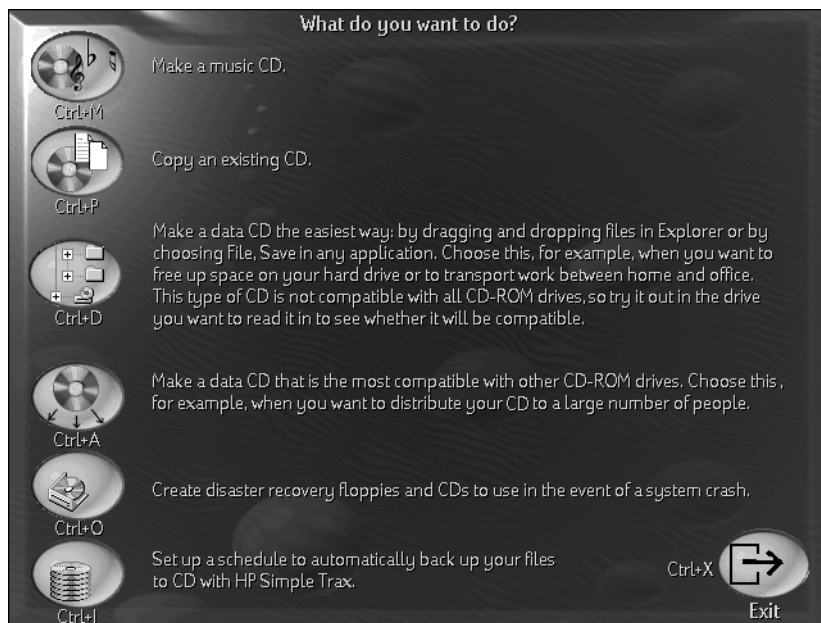 What do you want to do?
Make a music CD.
Ctrl+M
Copy an existing CD.
Ctrl+P
Make a data CD the easiest way: by dragging and dropping files in Explorer or by
choosing File, Save in any application. Choose this, for example, when you want to
free up space on your hard drive or to transport work between home and office.
This type of CD is not compatible with all CD-ROM drives, so try it out in the drive
you want to read it in to see whether it will be compatible.
Ctrl+D
Make a data CD that is the most compatible with other CD-ROM drives. Choose this,
for example, when you want to distribute your CD to a large number of people.
Ctrl+A
Create disaster recovery floppies and CDs to use in the event of a system crash.
Ctrl+O
Set up a schedule to automatically back up your files
to CD with HP Simple Trax.
Ctrl+I
Ctrl+X
Exit